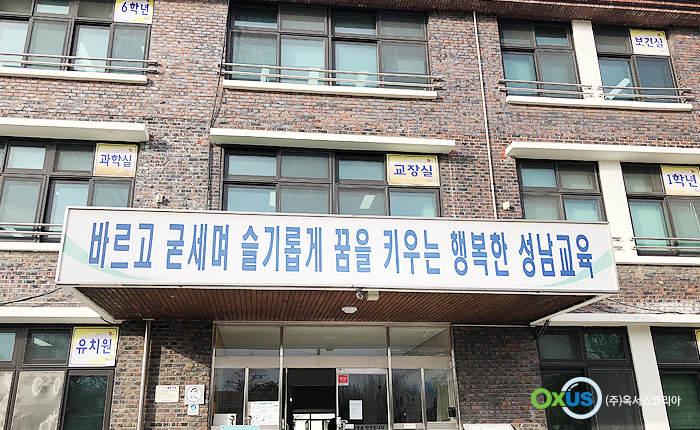 6학년
보건실
과학실
교장실
1학년
바르고 굳세며 슬기롭게 꿈을 키우는 행복한 성남교육
유치원
OXUS (주)옥서스코리아